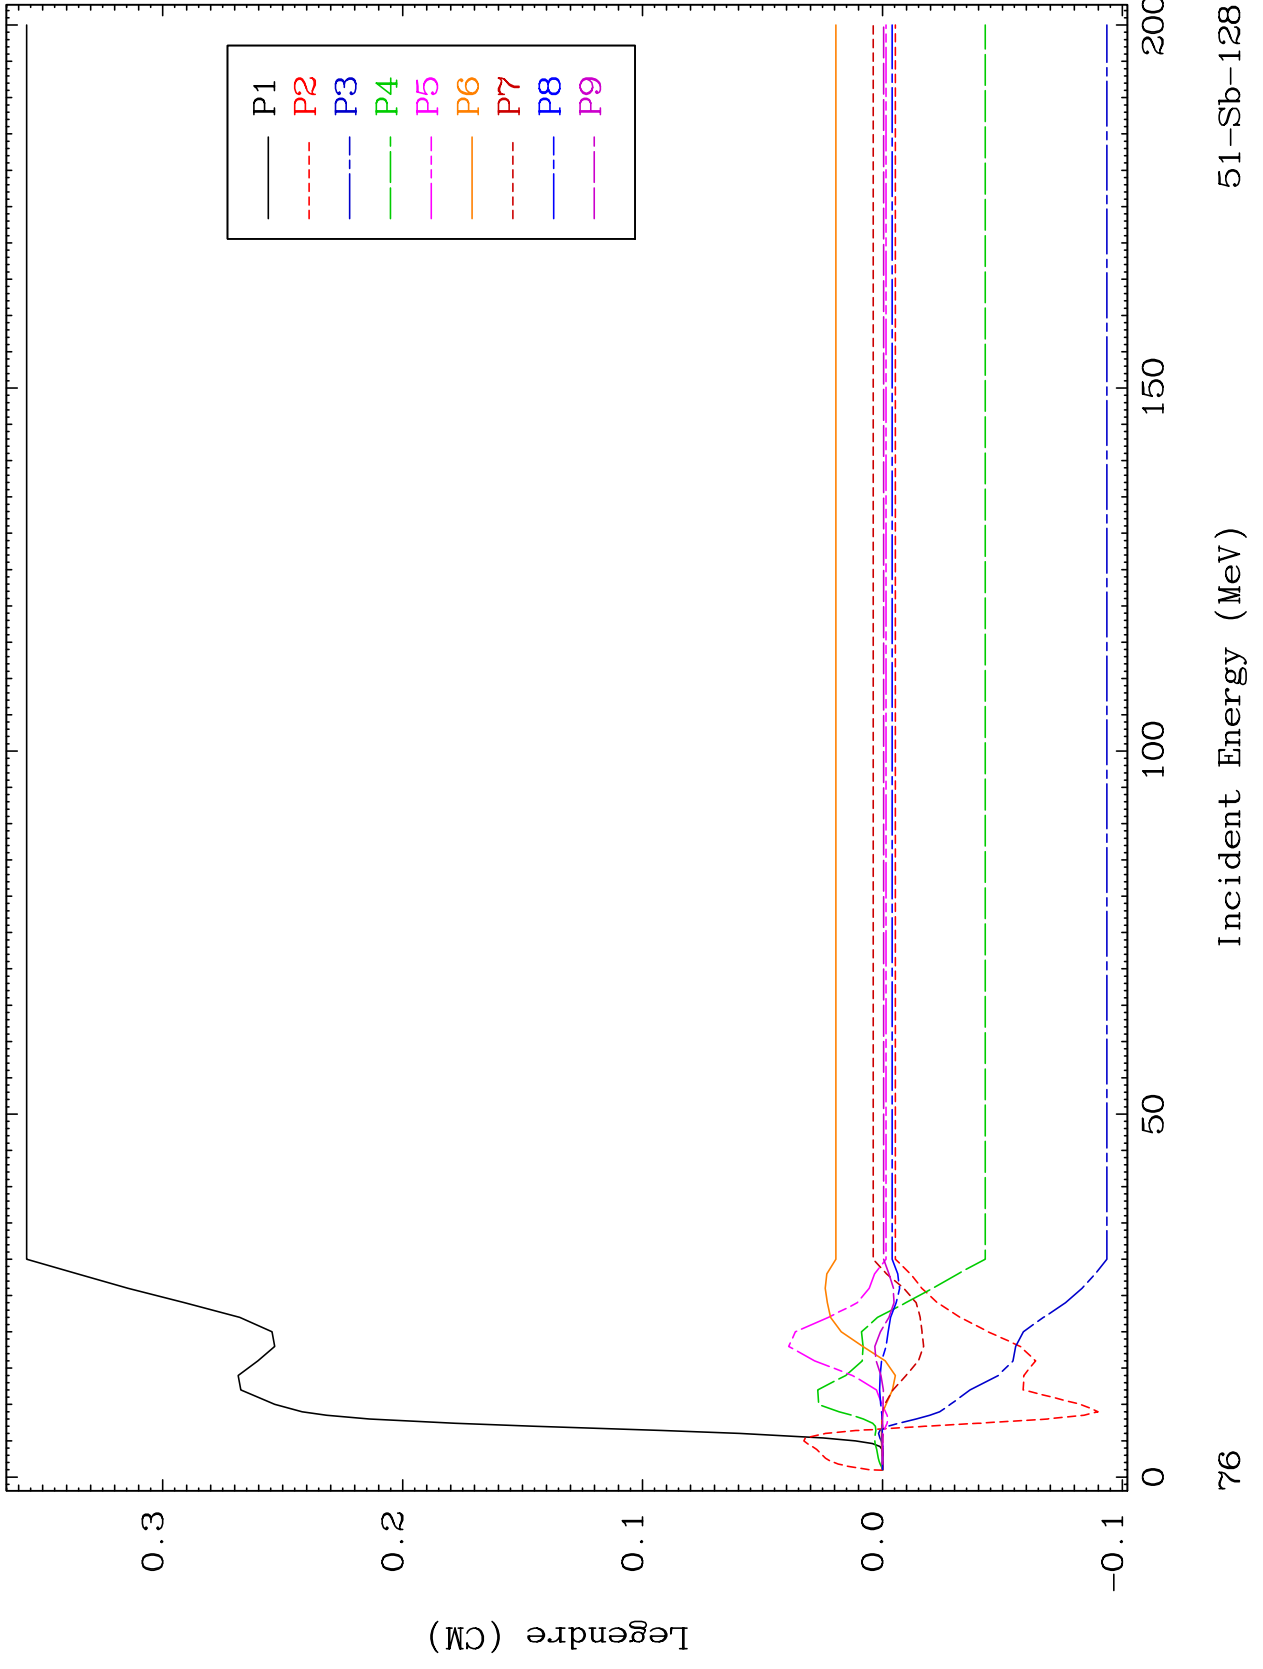 P1
P2
P3
P4
P5
P6
P7
P8
P9
0.3
0.2
0.1
0.0
-0.1
Legendre (CM)
0
50
100
150
200
Incident Energy (MeV)
76
51-Sb-128